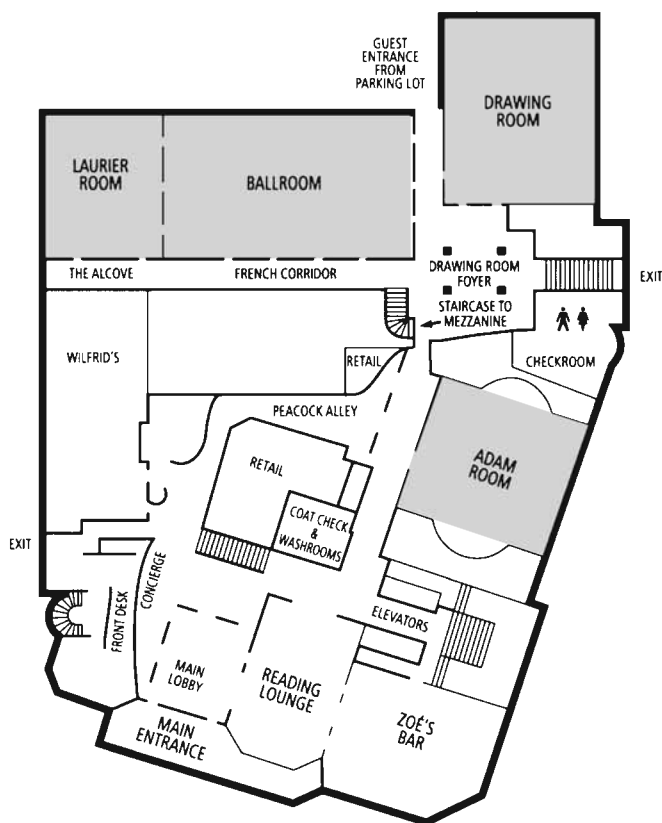 GUEST
ENTRANCE
FROM
PARKING LOT
DRAWING
ROOM
LAURIER
ROOM
BALLROOM
THE ALCOVE
FRENCH CORRIDOR
DRAWING ROOM
FOYER
EXIT
STAIRCASE TO
MEZZANINE
WILFRID'S
RETAIL
CHECKROOM
PEACOCK ALLEY
RETAIL
ADAM
ROOM
COAT CHECK
&
WASHROOMS
EXIT
FRONT DESK
CONCIERGE
ELEVATORS
MAIN
LOBBY
READING
LOUNGE
ZOÉ'S
BAR
MAIN
ENTRANCE